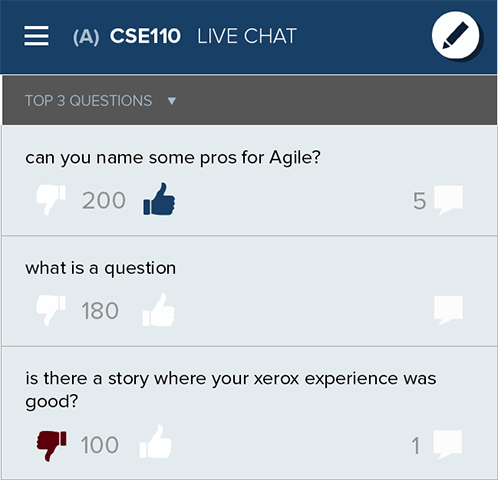 (A) CSE110 LIVE CHAT
TOP 3 QUESTIONS
can you name some pros for Agile?
200 5
what is a question
180
is there a story where your xerox experience was
good?
100 1